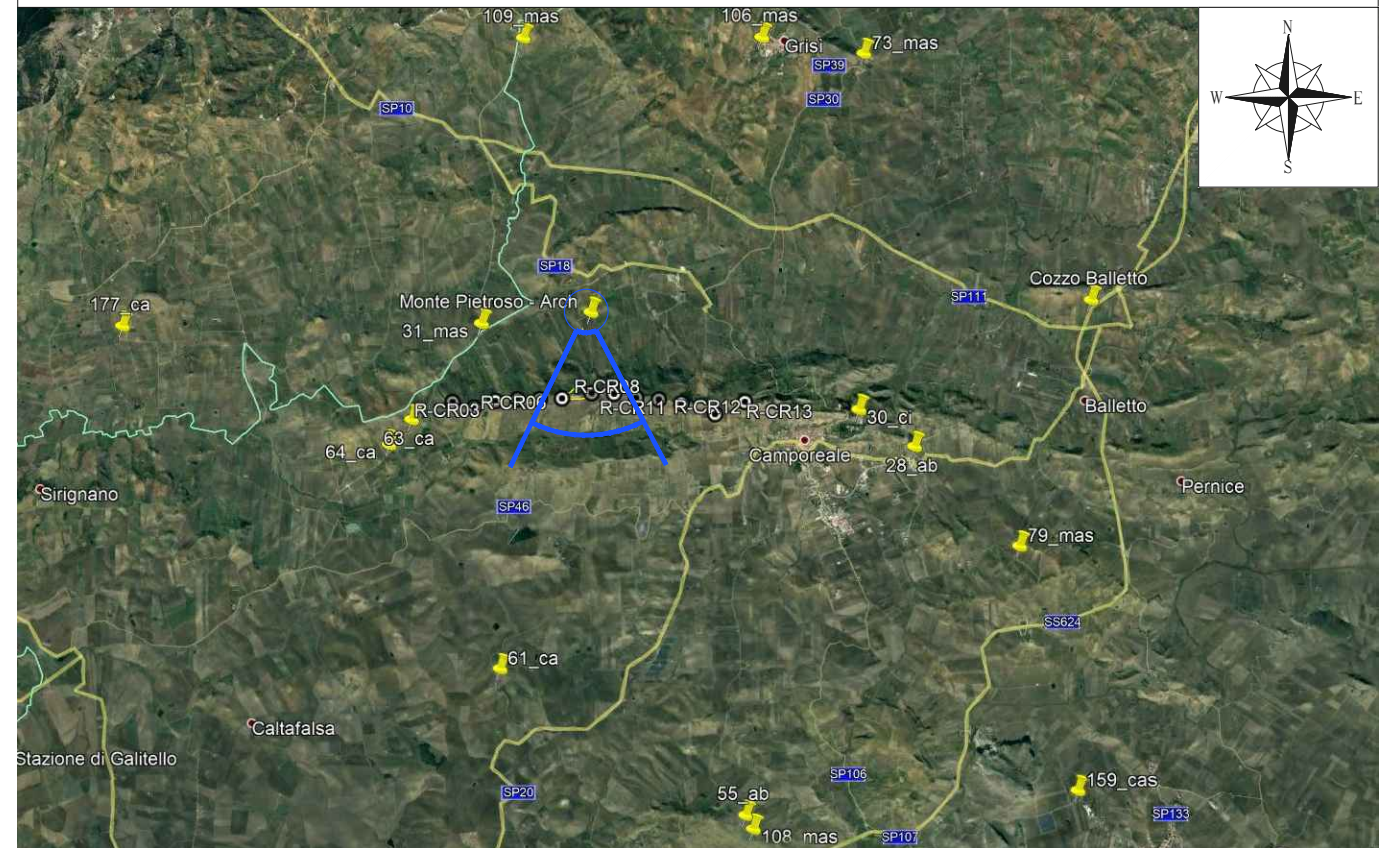 109_mas
106_mas
Grisi
73_mas
SP39
SP30
SP10
N
W
E
S
SP18
Cozzo Balletto
SP111
177_ca
Monte Pietroso - Arch
31_mas
R-CR03
R-CR06
R-CR08
R-CR11
R-CR12
R-CR13
30_ci
Balletto
63_ca
64_ca
Camporeale
28_ab
Sirignano
Pernice
SP46
79_mas
SS624
61_ca
Caltafalsa
Stazione di Galitello
SP106
SP20
55_ab
159_cas
SP133
108_mas
SP107